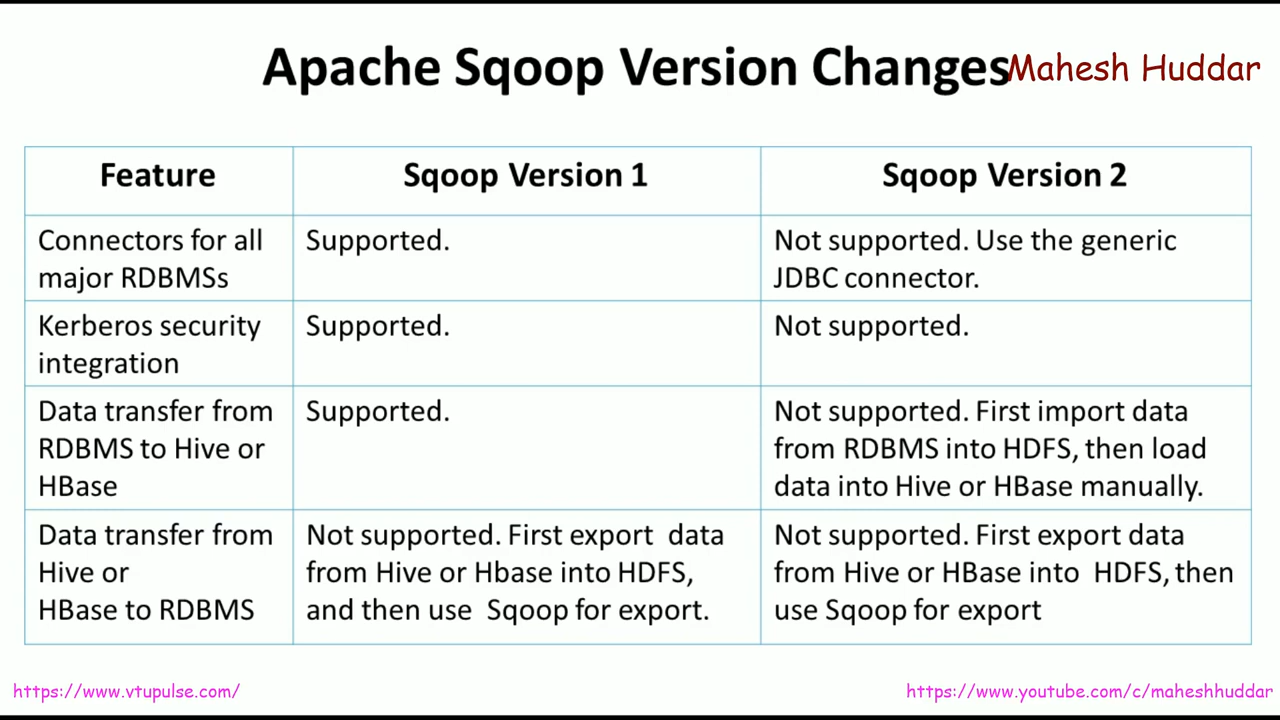 Apache Sqoop Version Changes
Mahesh Huddar
Feature
Sqoop Version 1
Sqoop Version 2
Connectors for all
major RDBMSs
Supported.
Not supported. Use the generic
JDBC connector.
Kerberos security
integration
Supported.
Not supported.
Data transfer from
RDBMS to Hive or
HBase
Supported.
Not supported. First import data
from RDBMS into HDFS, then load
data into Hive or HBase manually.
Data transfer from
Hive or
HBase to RDBMS
Not supported. First export data
from Hive or Hbase into HDFS,
and then use Sqoop for export.
Not supported. First export data
from Hive or HBase into HDFS, then
use Sqoop for export
https://www.vtupulse.com/
https://www.youtube.com/c/maheshhuddar